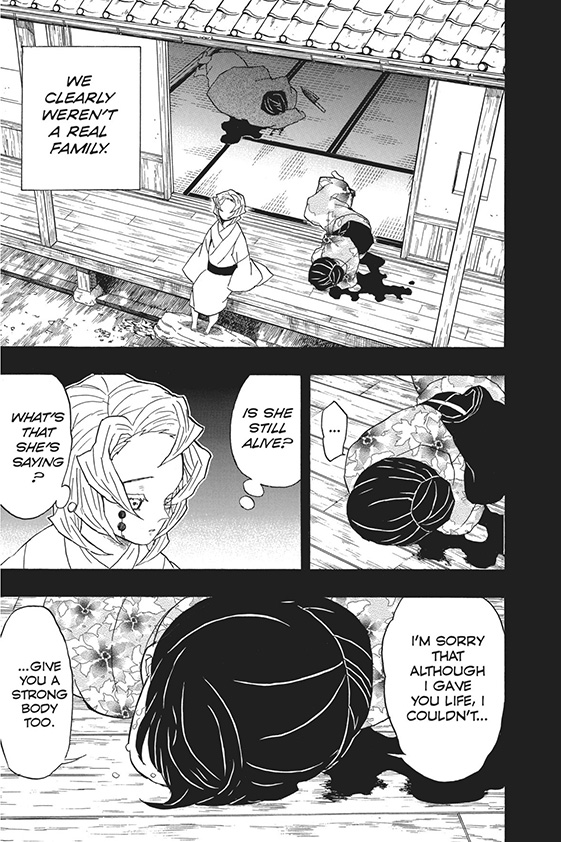 WE
CLEARLY
WEREN'T
A REAL
FAMILY.
...
IS SHE
STILL
ALIVE?
WHAT'S
THAT
SHE'S
SAYING
?
I'M SORRY
THAT
ALTHOUGH
I GAVE
YOU LIFE, I
COULDN'T...
...GIVE
YOU A
STRONG
BODY
TOO.